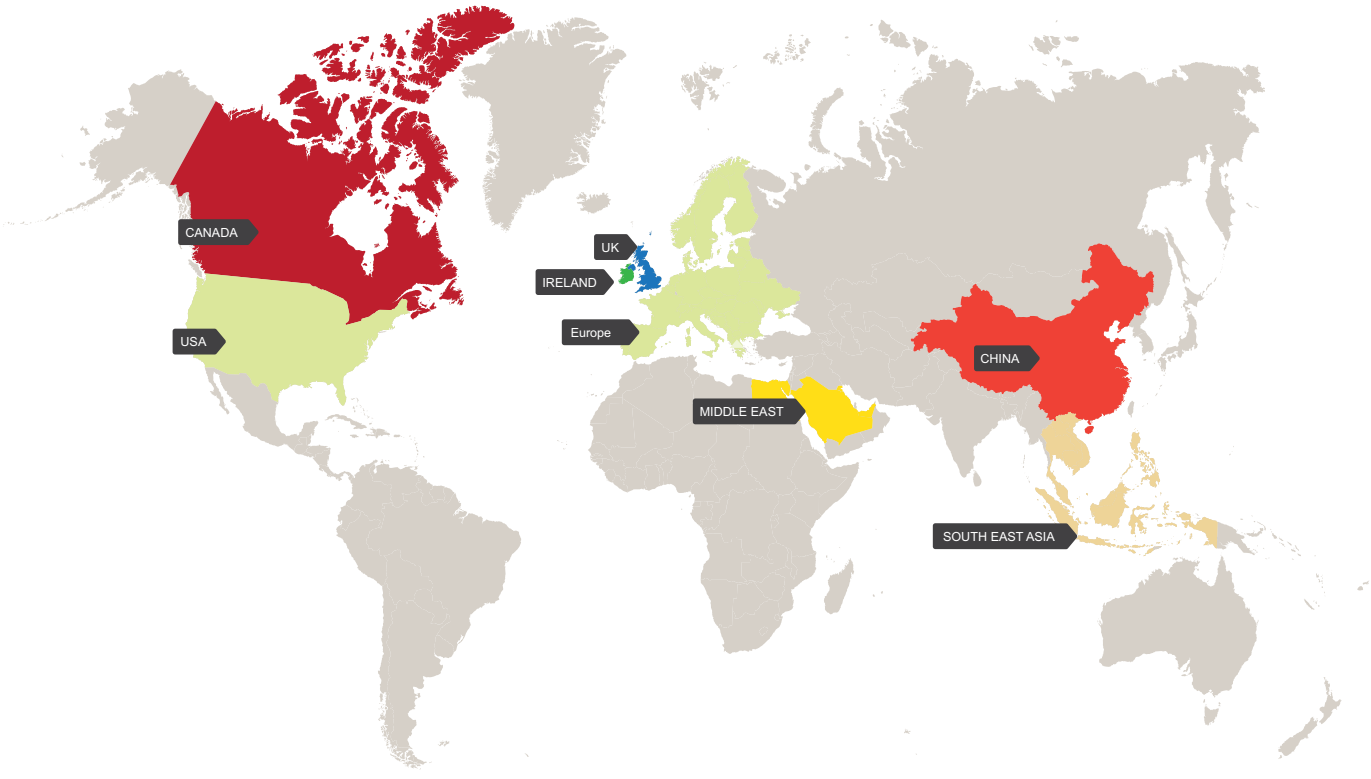 CANADA
UK
IRELAND
Europe
USA
CHINA
MIDDLE EAST
SOUTH EAST ASIA